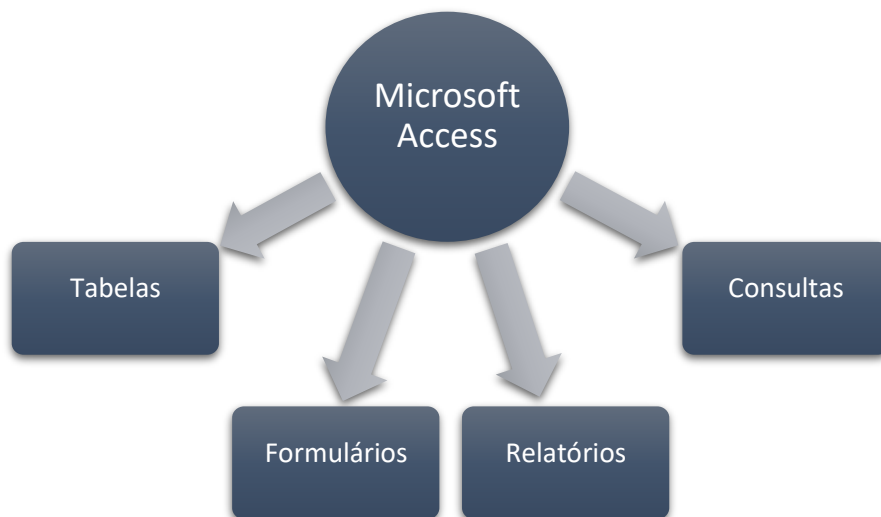 Microsoft
Access
Tabelas
Consultas
Formulários
Relatórios